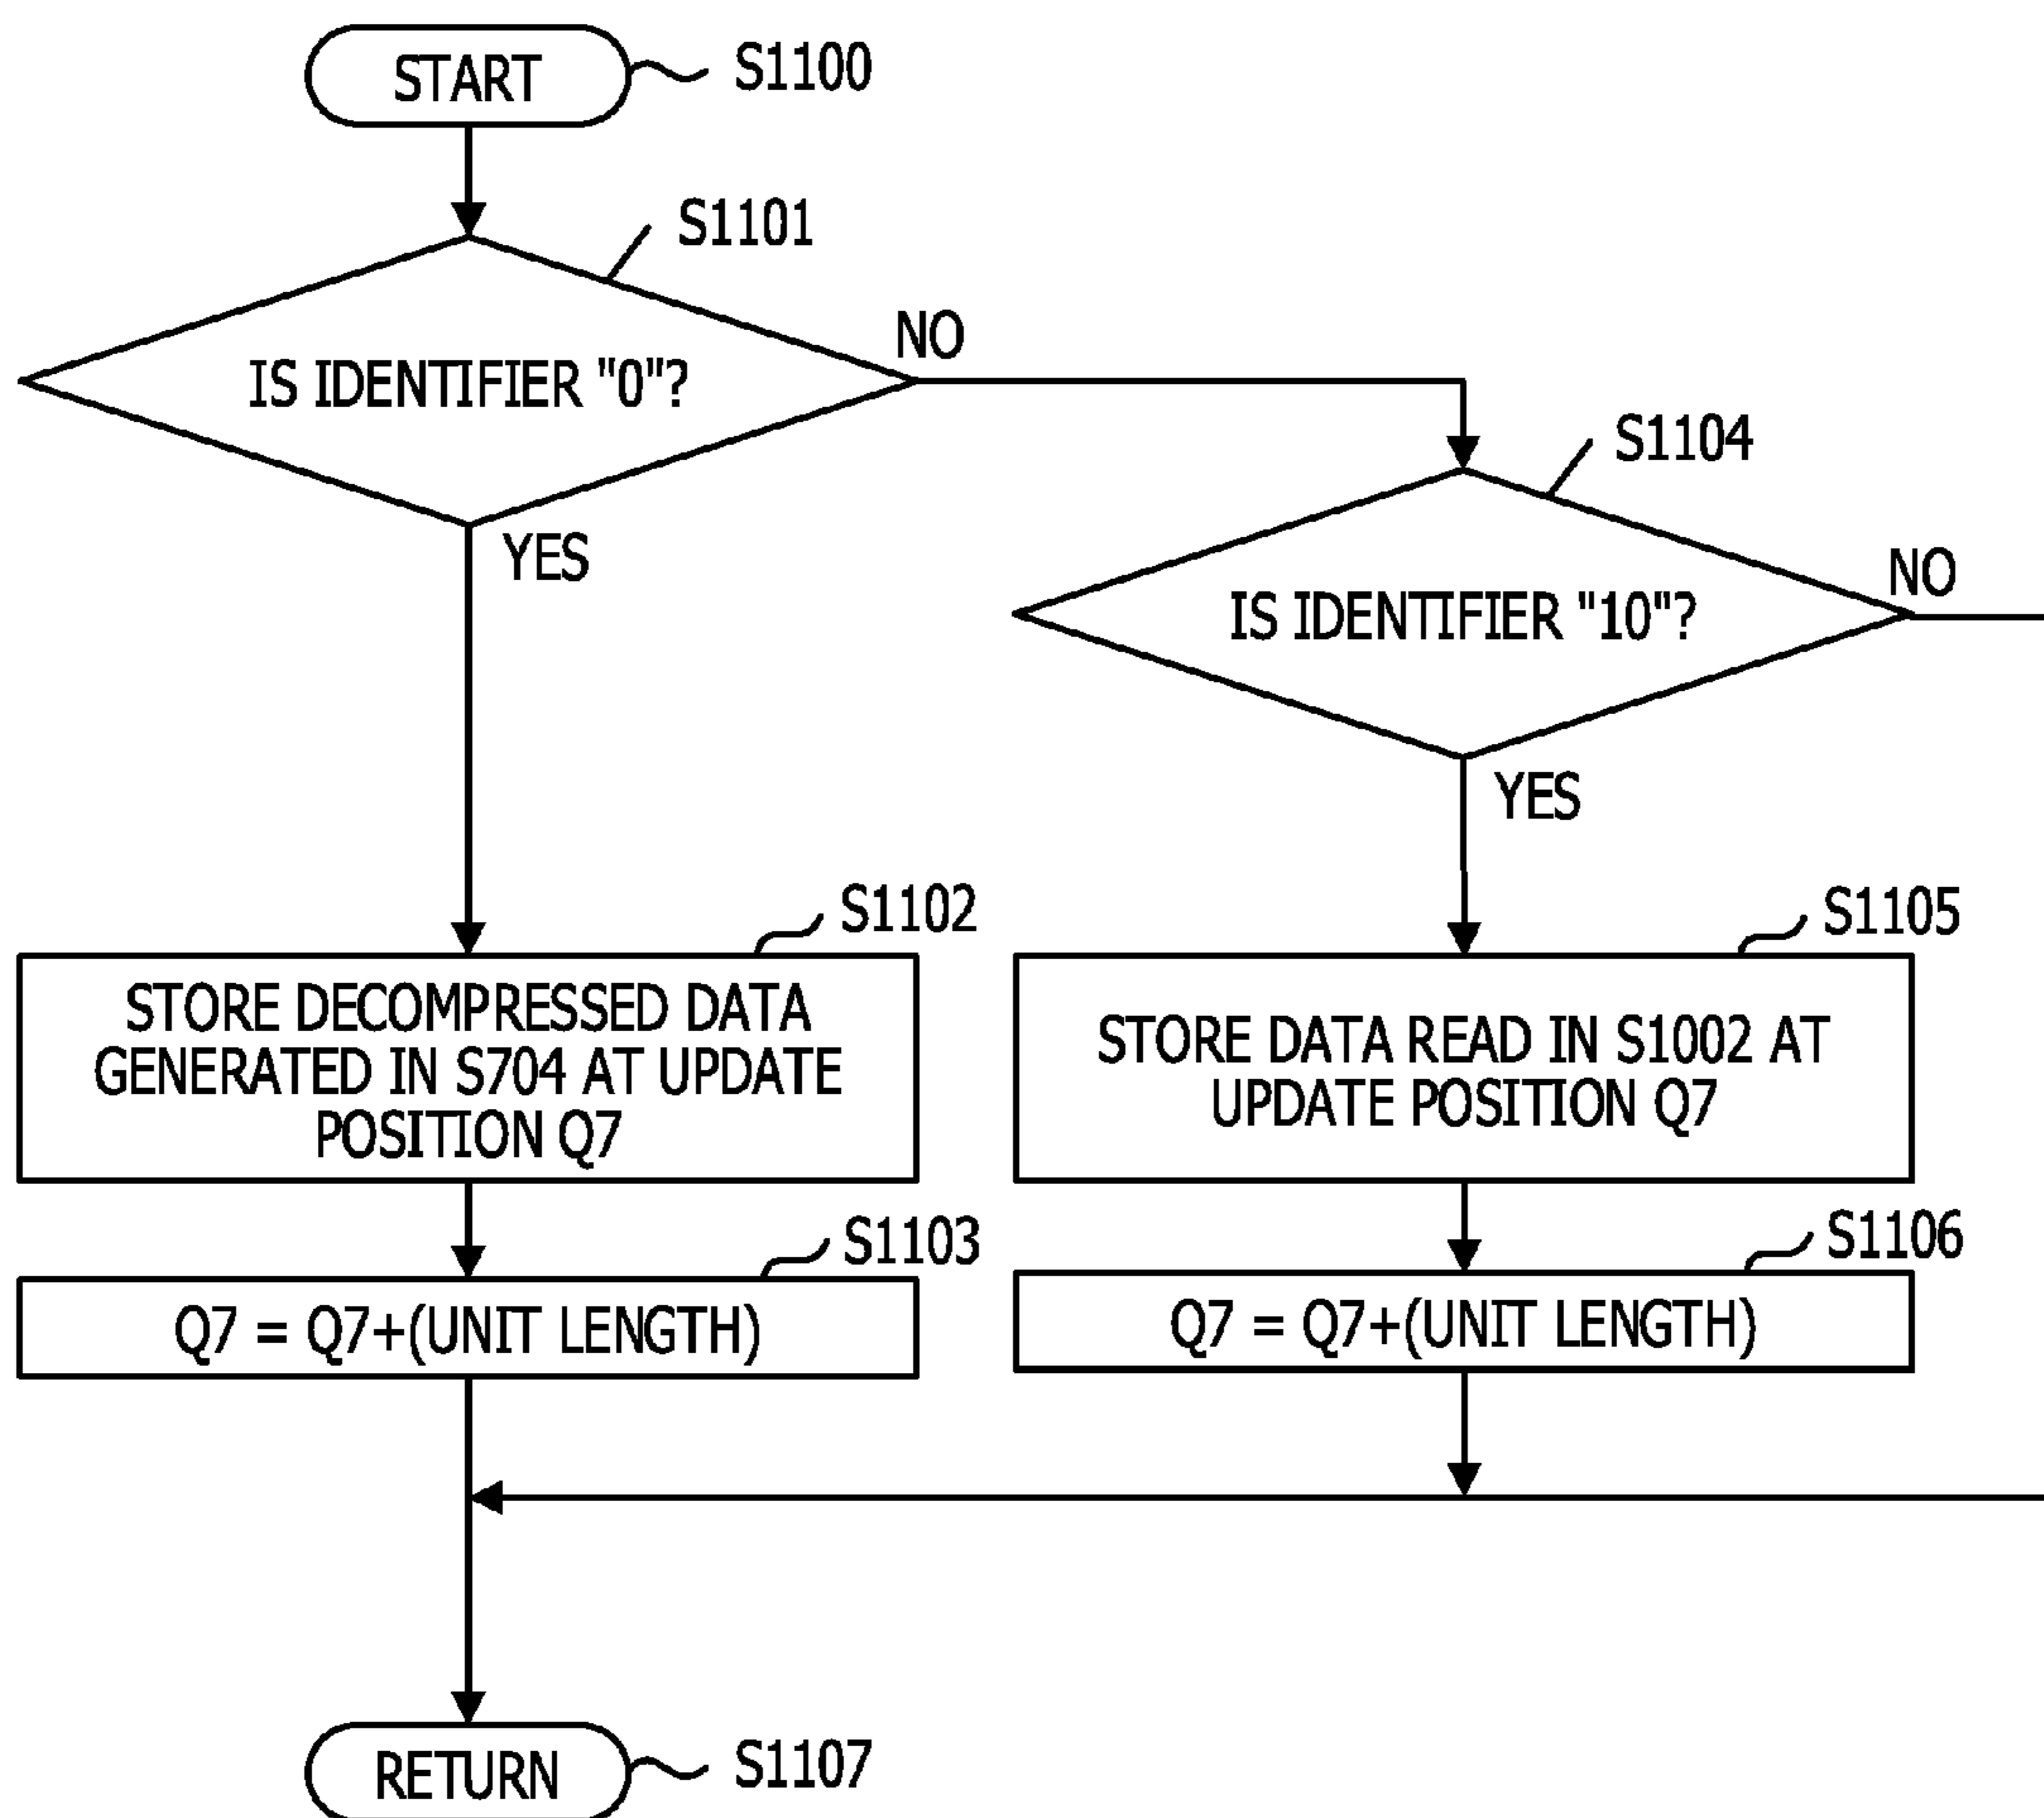 START
S1100
S1101
IS IDENTIFIER "0"?
NO
YES
S1104
IS IDENTIFIER "10"?
NO
YES
S1102
STORE DECOMPRESSED DATA
GENERATED IN S704 AT UPDATE
POSITION Q7
S1103
Q7 = Q7+(UNIT LENGTH)
S1105
STORE DATA READ IN S1002 AT
UPDATE POSITION Q7
S1106
Q7 = Q7+(UNIT LENGTH)
RETURN
S1107